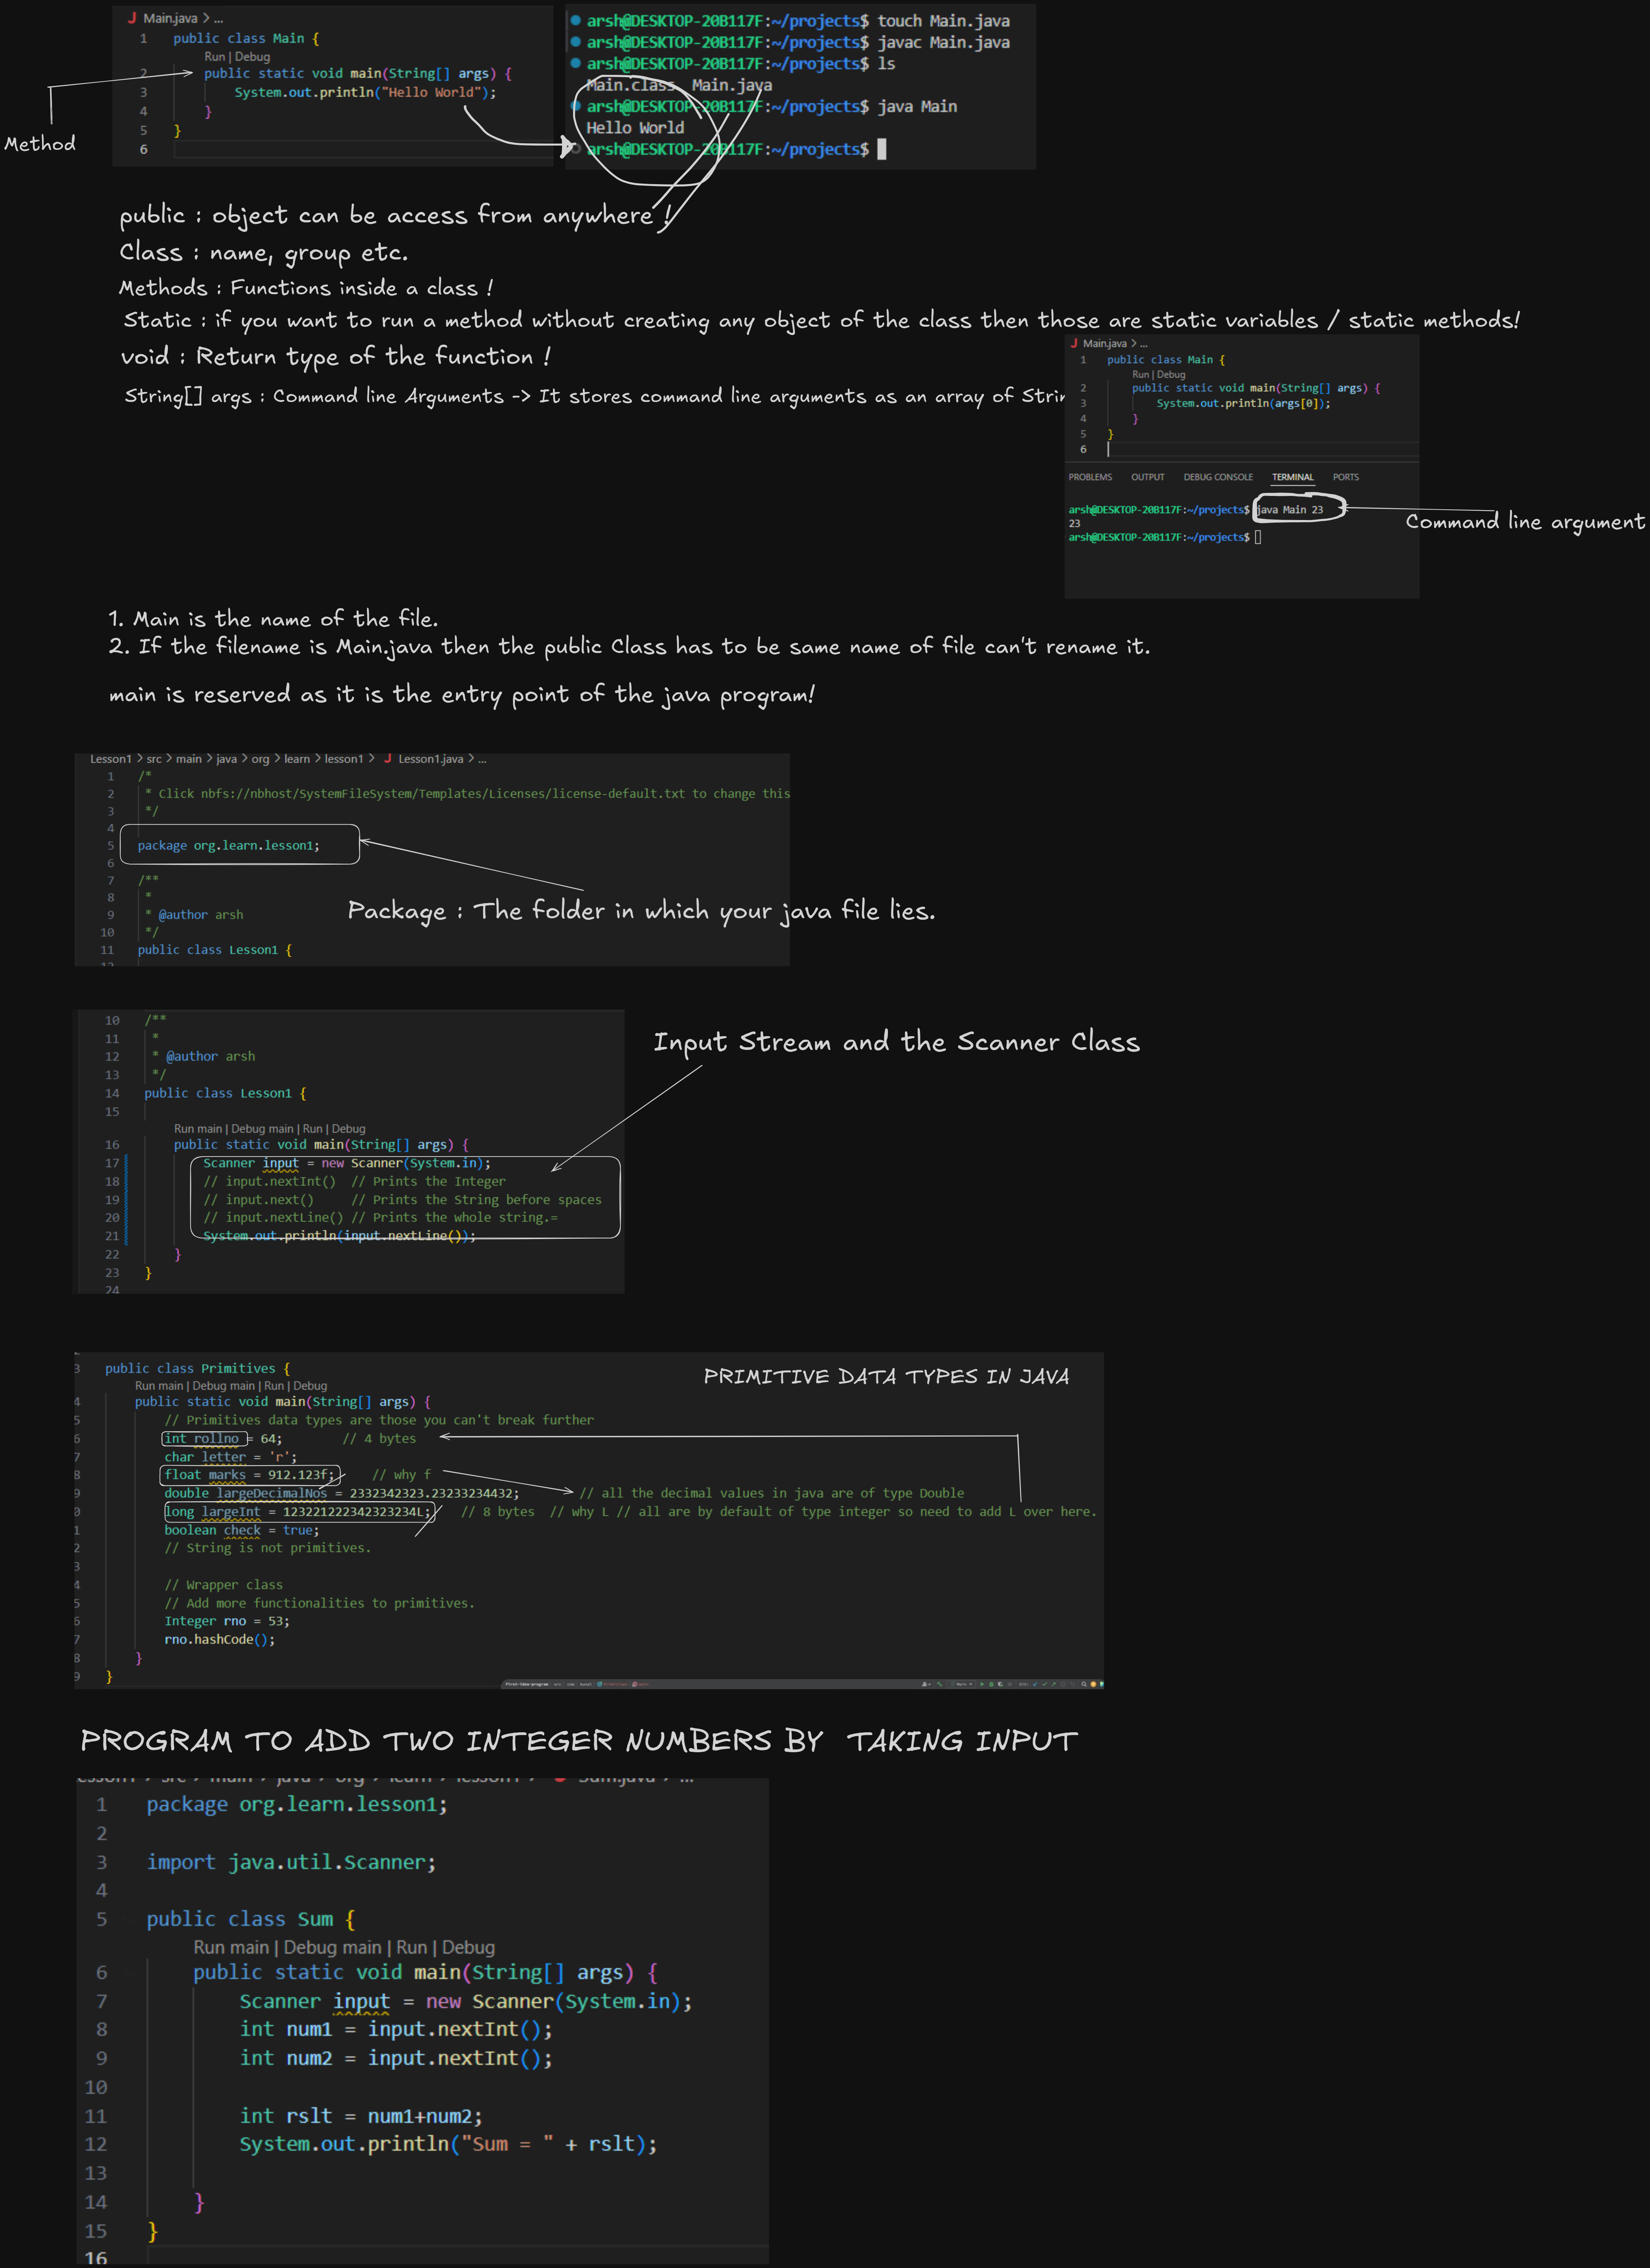 Main.java > ...
1 public class Main {
Run | Debug
2 public static void main(String[] args) {
3 System.out.println("Hello World");
4 }
5 }
6
Method
arsh@DESKTOP-20B117F:~/projects$ touch Main.java
arsh@DESKTOP-20B117F:~/projects$ javac Main.java
arsh@DESKTOP-20B117F:~/projects$ ls
Main.class Main.java
arsh@DESKTOP-20B117F:~/projects$ java Main
Hello World
arsh@DESKTOP-20B117F:~/projects$
public : object can be access from anywhere !
Class : name, group etc.
Methods : Functions inside a class !
Static : if you want to run a method without creating any object of the class then those are static variables / static methods!
void : Return type of the function !
String[] args : Command line Arguments -> It stores command line arguments as an array of Strin
Main.java > ...
1 public class Main {
Run | Debug
2 public static void main(String[] args) {
3 System.out.println(args[0]);
4 }
5 }
6
PROBLEMS OUTPUT DEBUG CONSOLE TERMINAL PORTS
arsh@DESKTOP-20B117F:~/projects$ java Main 23
23
arsh@DESKTOP-20B117F:~/projects$
Command line argument
1. Main is the name of the file.
2. If the filename is Main.java then the public Class has to be same name of file can't rename it.
main is reserved as it is the entry point of the java program!
Lesson1 > src > main > java > org > learn > lesson1 > Lesson1.java > ...
1 /*
2 * Click nbfs://nbhost/SystemFileSystem/Templates/Licenses/license-default.txt to change this
3 */
4
5 package org.learn.lesson1;
6
7 /**
8 *
9 * @author arsh
10 */
11 public class Lesson1 {
12
Package : The folder in which your java file lies.
10 /**
11 *
12 * @author arsh
13 */
14 public class Lesson1 {
15
Run main | Debug main | Run | Debug
16 public static void main(String[] args) {
17 Scanner input = new Scanner(System.in);
18 // input.nextInt() // Prints the Integer
19 // input.next() // Prints the String before spaces
20 // input.nextLine() // Prints the whole string.=
21 System.out.println(input.nextLine());
22 }
23 }
24
Input Stream and the Scanner Class
PRIMITIVE DATA TYPES IN JAVA
3 public class Primitives {
Run main | Debug main | Run | Debug
4 public static void main(String[] args) {
5 // Primitives data types are those you can't break further
6 int rollno = 64; // 4 bytes
7 char letter = 'r';
8 float marks = 912.123f; // why f
9 double largeDecimalNos = 2332342323.23233234432; // all the decimal values in java are of type Double
0 long largeInt = 123221222342323234L; // 8 bytes // why L // all are by default of type integer so need to add L over here.
1 boolean check = true;
2 // String is not primitives.
3
4 // Wrapper class
5 // Add more functionalities to primitives.
6 Integer rno = 53;
7 rno.hashCode();
8 }
9 }
PROGRAM TO ADD TWO INTEGER NUMBERS BY TAKING INPUT
lesson1 > src > main > java > org > learn > lesson1 > Sum.java > ...
1 package org.learn.lesson1;
2
3 import java.util.Scanner;
4
5 public class Sum {
Run main | Debug main | Run | Debug
6 public static void main(String[] args) {
7 Scanner input = new Scanner(System.in);
8 int num1 = input.nextInt();
9 int num2 = input.nextInt();
10
11 int rslt = num1+num2;
12 System.out.println("Sum = " + rslt);
13
14 }
15 }
16